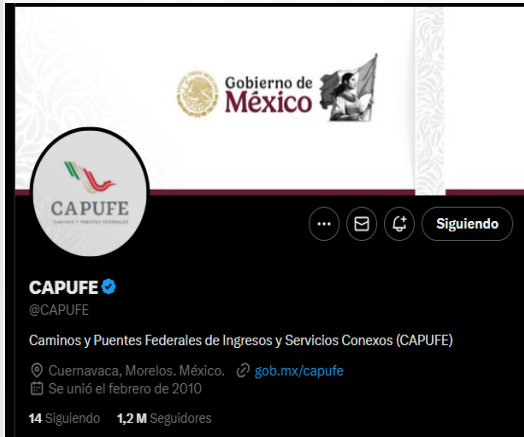 Gobierno de
México
CAPUFE
CAMINOS Y PUENTES FEDERALES
Siguiendo
CAPUFE
@CAPUFE
Caminos y Puentes Federales de Ingresos y Servicios Conexos (CAPUFE)
Cuernavaca, Morelos. México. gob.mx/capufe
Se unió el febrero de 2010
14 Siguiendo 1,2 M Seguidores